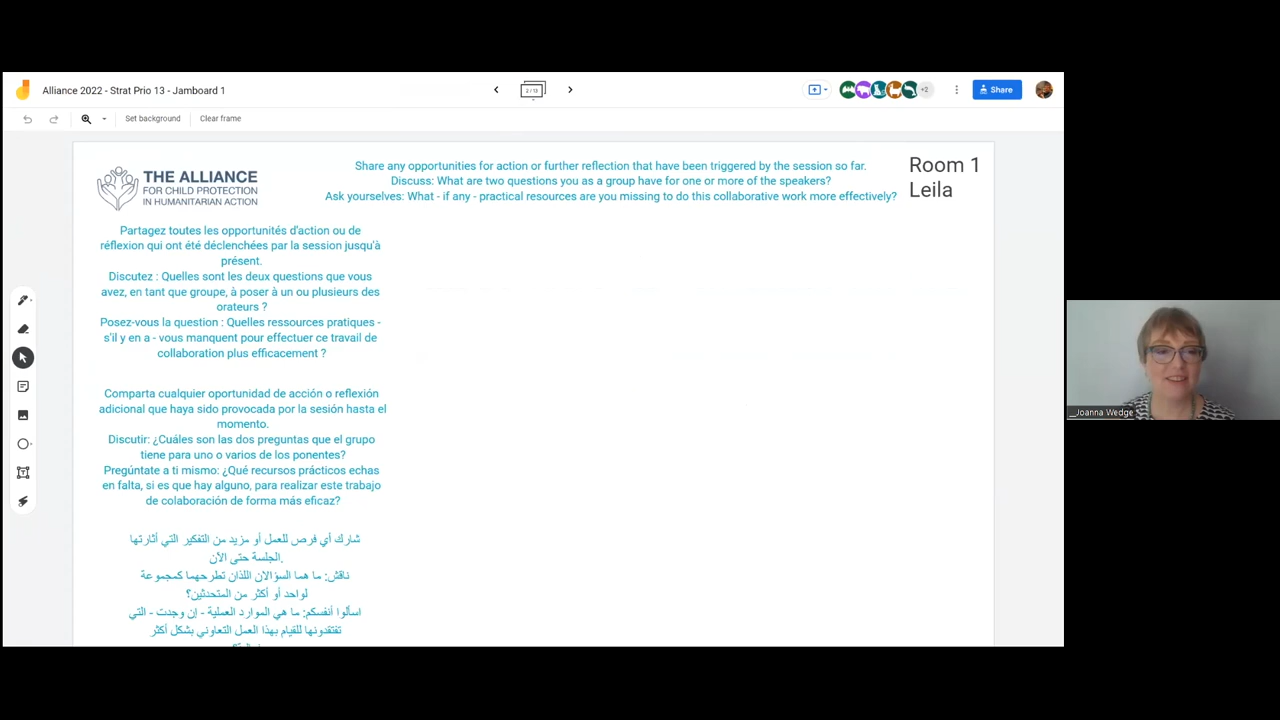 Alliance 2022 - Strat Prio 13 - Jamboard 1
2 / 13
+2
Share
Set background
Clear frame
THE ALLIANCE
FOR CHILD PROTECTION
IN HUMANITARIAN ACTION
Share any opportunities for action or further reflection that have been triggered by the session so far.
Discuss: What are two questions you as a group have for one or more of the speakers?
Ask yourselves: What - if any - practical resources are you missing to do this collaborative work more effectively?
Room 1
Leila
Partagez toutes les opportunités d'action ou de
réflexion qui ont été déclenchées par la session jusqu'à
présent.
Discutez : Quelles sont les deux questions que vous
avez, en tant que groupe, à poser à un ou plusieurs des
orateurs ?
Posez-vous la question : Quelles ressources pratiques -
s'il y en a - vous manquent pour effectuer ce travail de
collaboration plus efficacement ?
Comparta cualquier oportunidad de acción o reflexión
adicional que haya sido provocada por la sesión hasta el
momento.
Discutir: ¿Cuáles son las dos preguntas que el grupo
tiene para uno o varios de los ponentes?
Pregúntate a ti mismo: ¿Qué recursos prácticos echas
en falta, si es que hay alguno, para realizar este trabajo
de colaboración de forma más eficaz?
شارك أي فرص للعمل أو مزيد من التفكير التي أثارتها
الجلسة حتى الآن.
ناقش: ما هما السؤالان اللذان تطرحهما كمجموعة
لواحد أو أكثر من المتحدثين؟
اسألوا أنفسكم: ما هي الموارد العملية - إن وجدت - التي
تفتقدونها للقيام بهذا العمل التعاوني بشكل أكثر
__Joanna Wedge